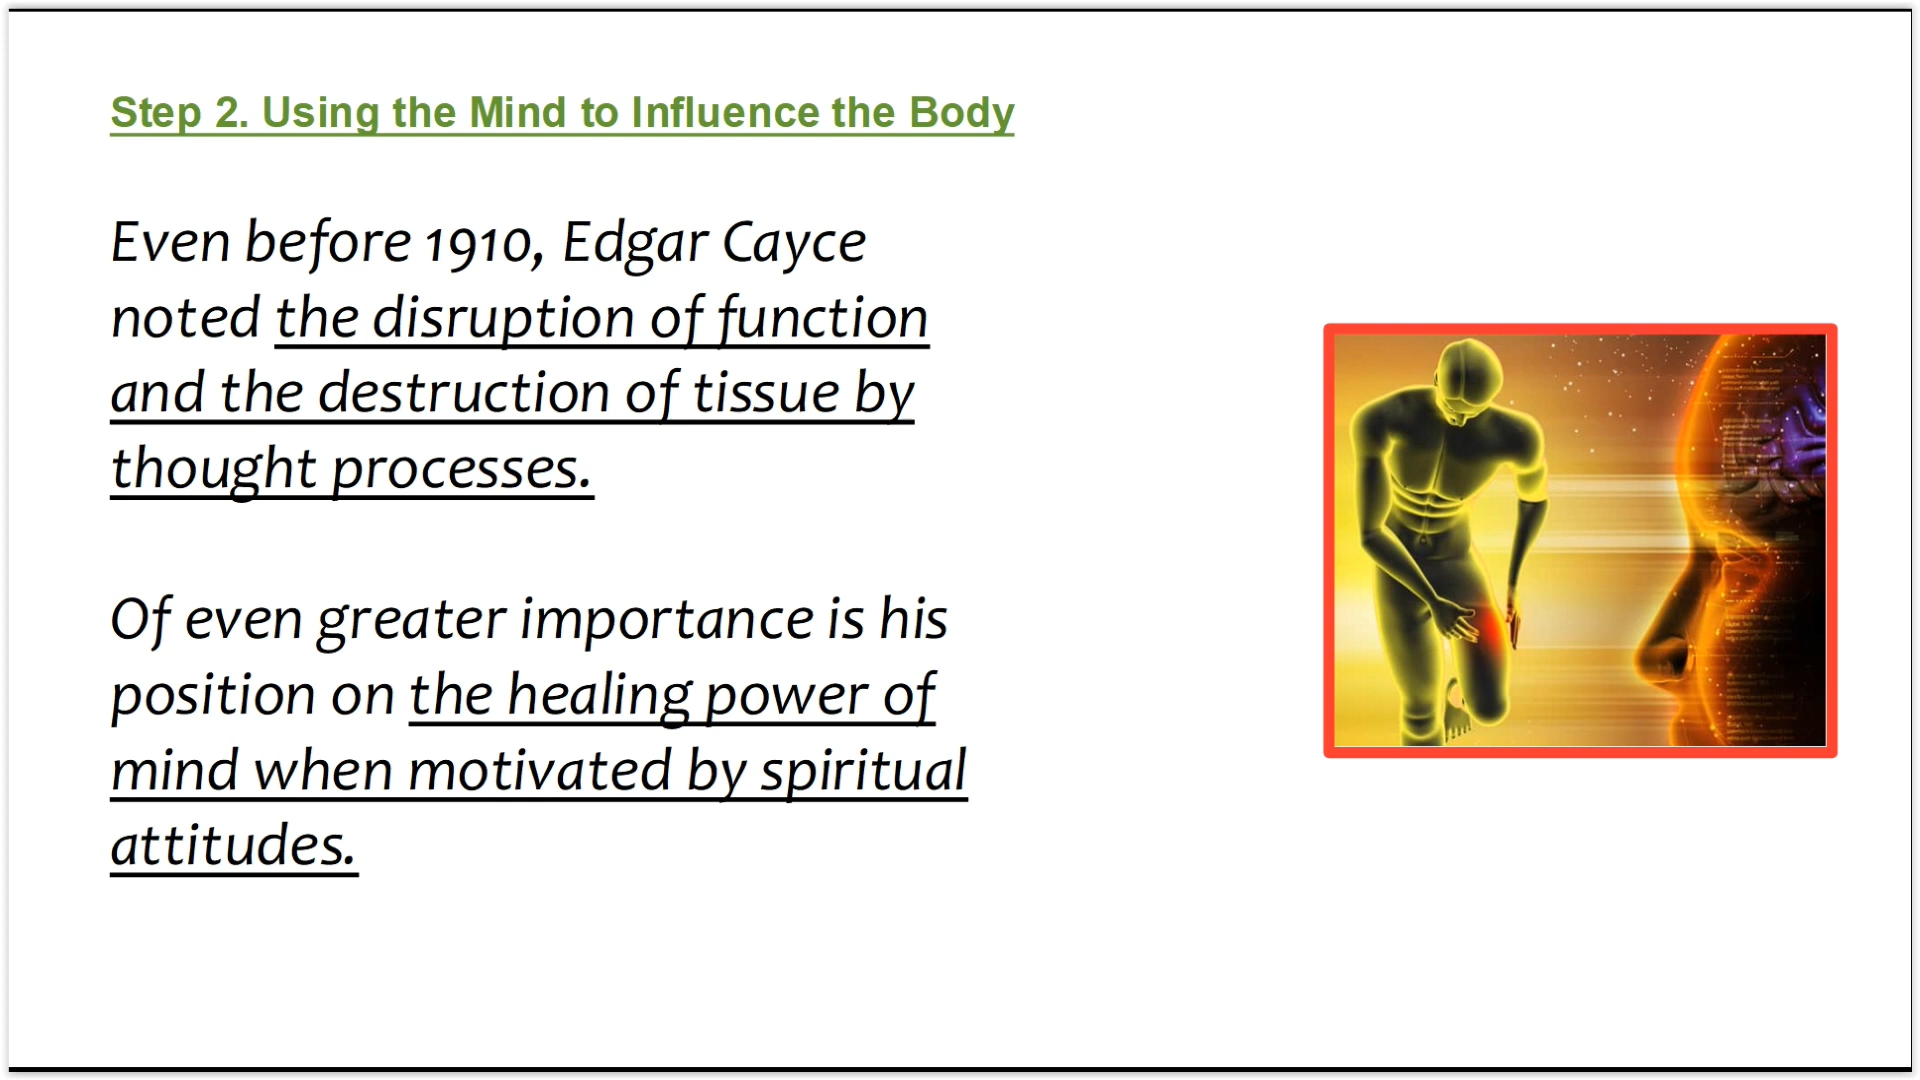 Step 2. Using the Mind to Influence the Body
Even before 1910, Edgar Cayce
noted the disruption of function
and the destruction of tissue by
thought processes.
Of even greater importance is his
position on the healing power of
mind when motivated by spiritual
attitudes.